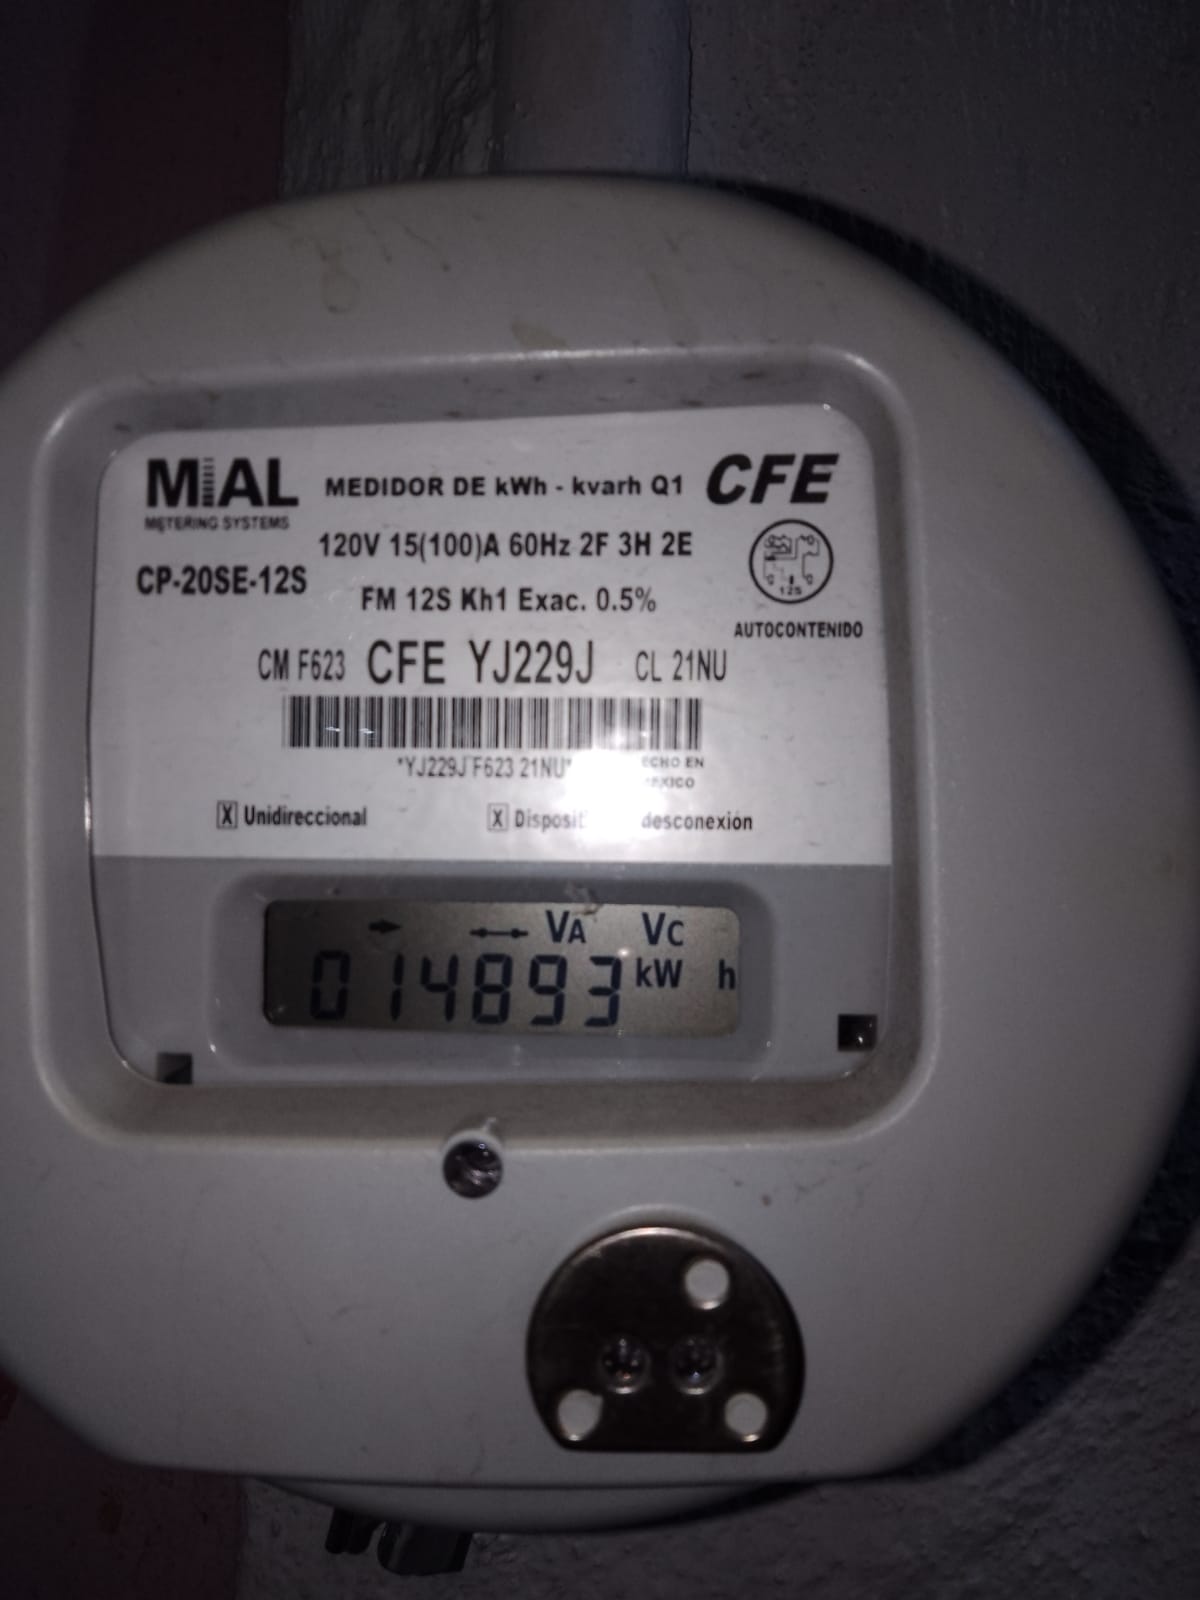 MIAL
METERING SYSTEMS
MEDIDOR DE kWh - kvarh Q1
CFE
120V 15(100)A 60Hz 2F 3H 2E
CP-20SE-12S
FM 12S Kh1 Exac. 0.5%
12S
AUTOCONTENIDO
CM F623 CFE YJ229J CL 21NU
*YJ229J F623 21NU*
X Unidireccional
X desconexión
VA VC
014893 kW h